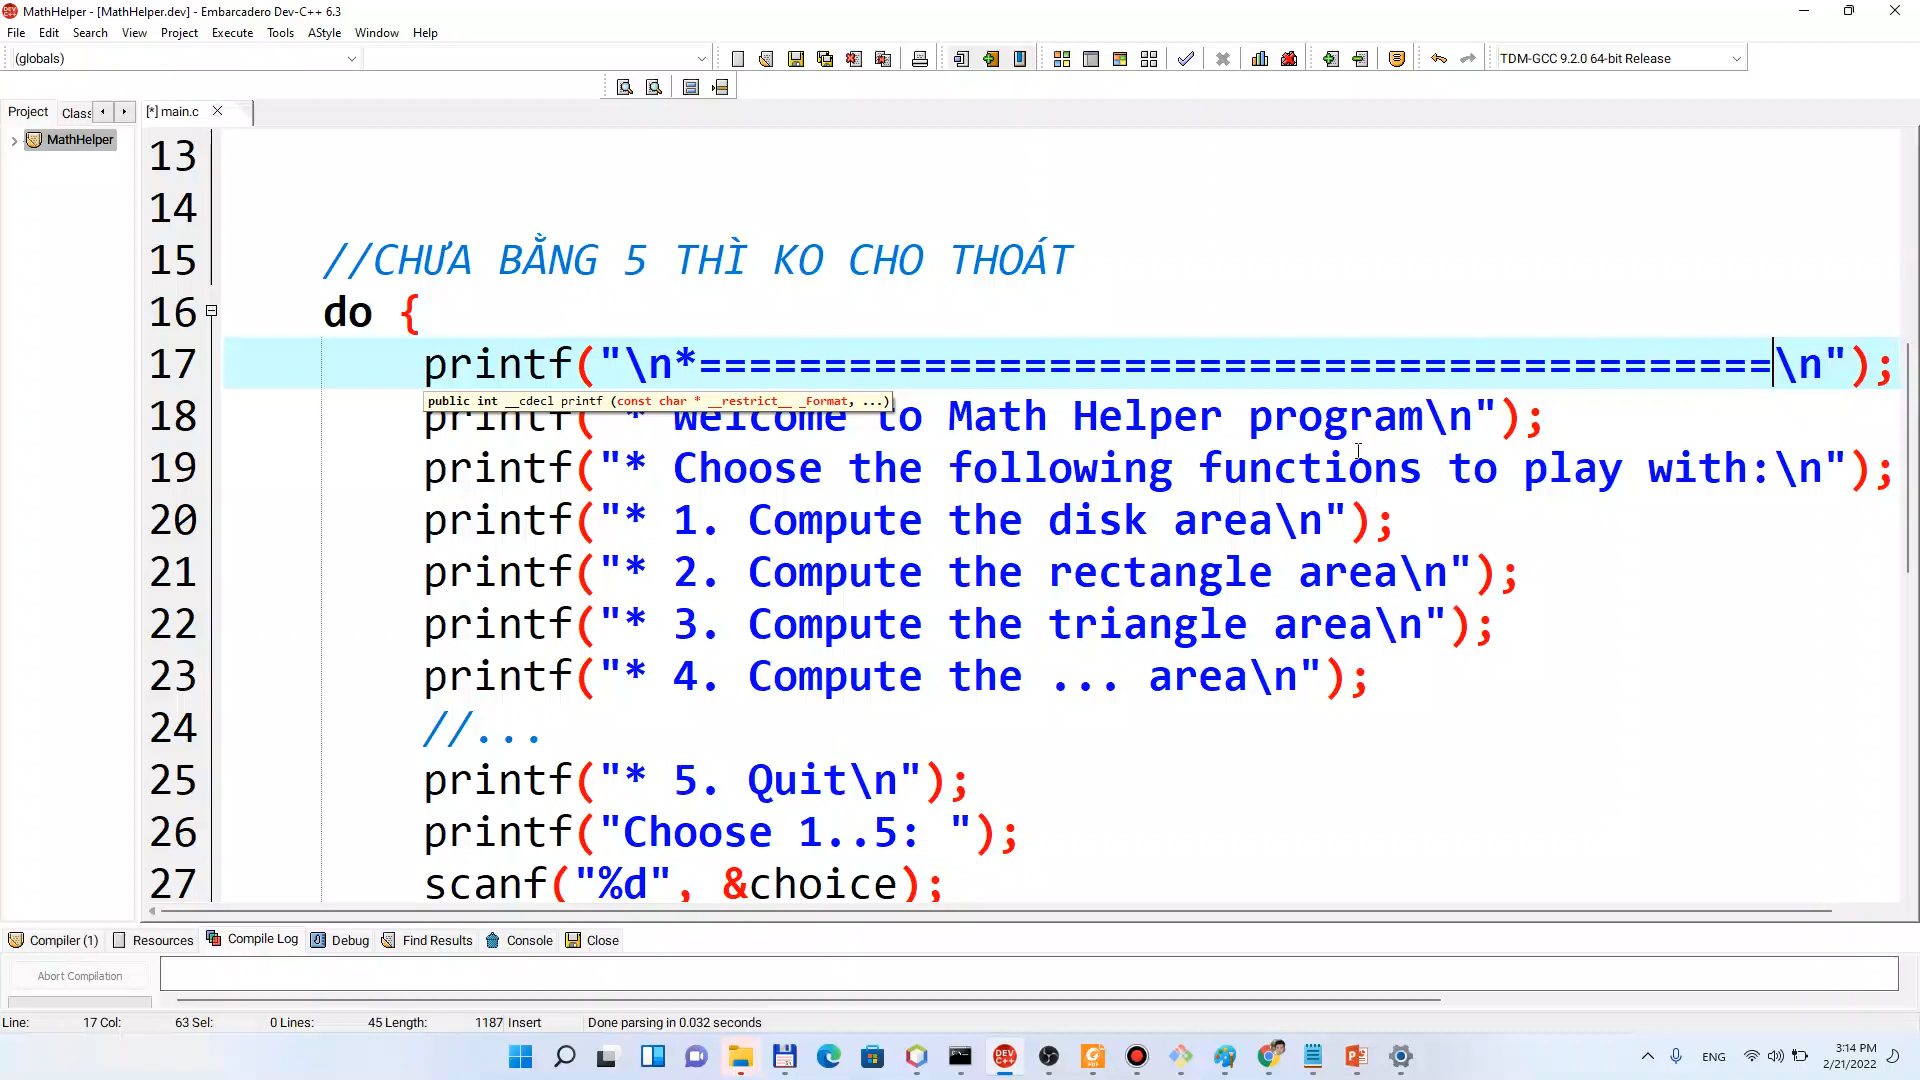 MathHelper - [MathHelper.dev] - Embarcadero Dev-C++ 6.3
File Edit Search View Project Execute Tools AStyle Window Help
(globals)
TDM-GCC 9.2.0 64-bit Release
Project Class
[*] main.c
MathHelper
13
14
15 //CHƯA BẰNG 5 THÌ KO CHO THOÁT
16 do {
17 printf("\n*===========================================\n");
public int __cdecl printf (const char * __restrict__ _Format, ...)
18 printf("* Welcome to Math Helper program\n");
19 printf("* Choose the following functions to play with:\n");
20 printf("* 1. Compute the disk area\n");
21 printf("* 2. Compute the rectangle area\n");
22 printf("* 3. Compute the triangle area\n");
23 printf("* 4. Compute the ... area\n");
24 //...
25 printf("* 5. Quit\n");
26 printf("Choose 1..5: ");
27 scanf("%d", &choice);
Compiler (1) Resources Compile Log Debug Find Results Console Close
Abort Compilation
Line: 17 Col: 63 Sel: 0 Lines: 45 Length: 1187 Insert Done parsing in 0.032 seconds
ENG
3:14 PM
2/21/2022